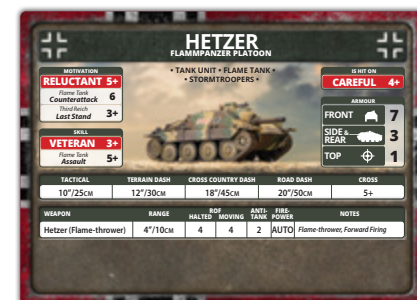 HETZER
FLAMMPANZER PLATOON
• TANK UNIT • FLAME TANK •
• STORMTROOPERS •
MOTIVATION
RELUCTANT 5+
Flame Tank
Counterattack 6
Third Reich
Last Stand 3+
SKILL
VETERAN 3+
Flame Tank
Assault 5+
IS HIT ON
CAREFUL 4+
ARMOUR
FRONT 7
SIDE & REAR 3
TOP 1
TACTICAL TERRAIN DASH CROSS COUNTRY DASH ROAD DASH CROSS
10"/25CM 12"/30CM 18"/45CM 20"/50CM 5+
WEAPON RANGE ROF HALTED MOVING ANTI-TANK FIRE-POWER NOTES
Hetzer (Flame-thrower) 4"/10CM 4 4 2 AUTO Flame-thrower, Forward Firing